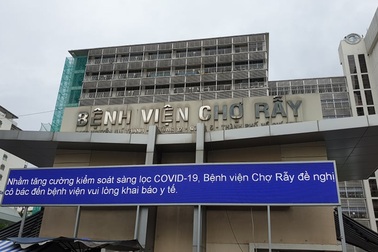 BỆNH VIỆN CHỢ RẪY
Nhằm tăng cường kiểm soát sàng lọc COVID-19, Bệnh viện Chợ Rẫy đề nghị
cô bác đến bệnh viện vui lòng khai báo y tế.